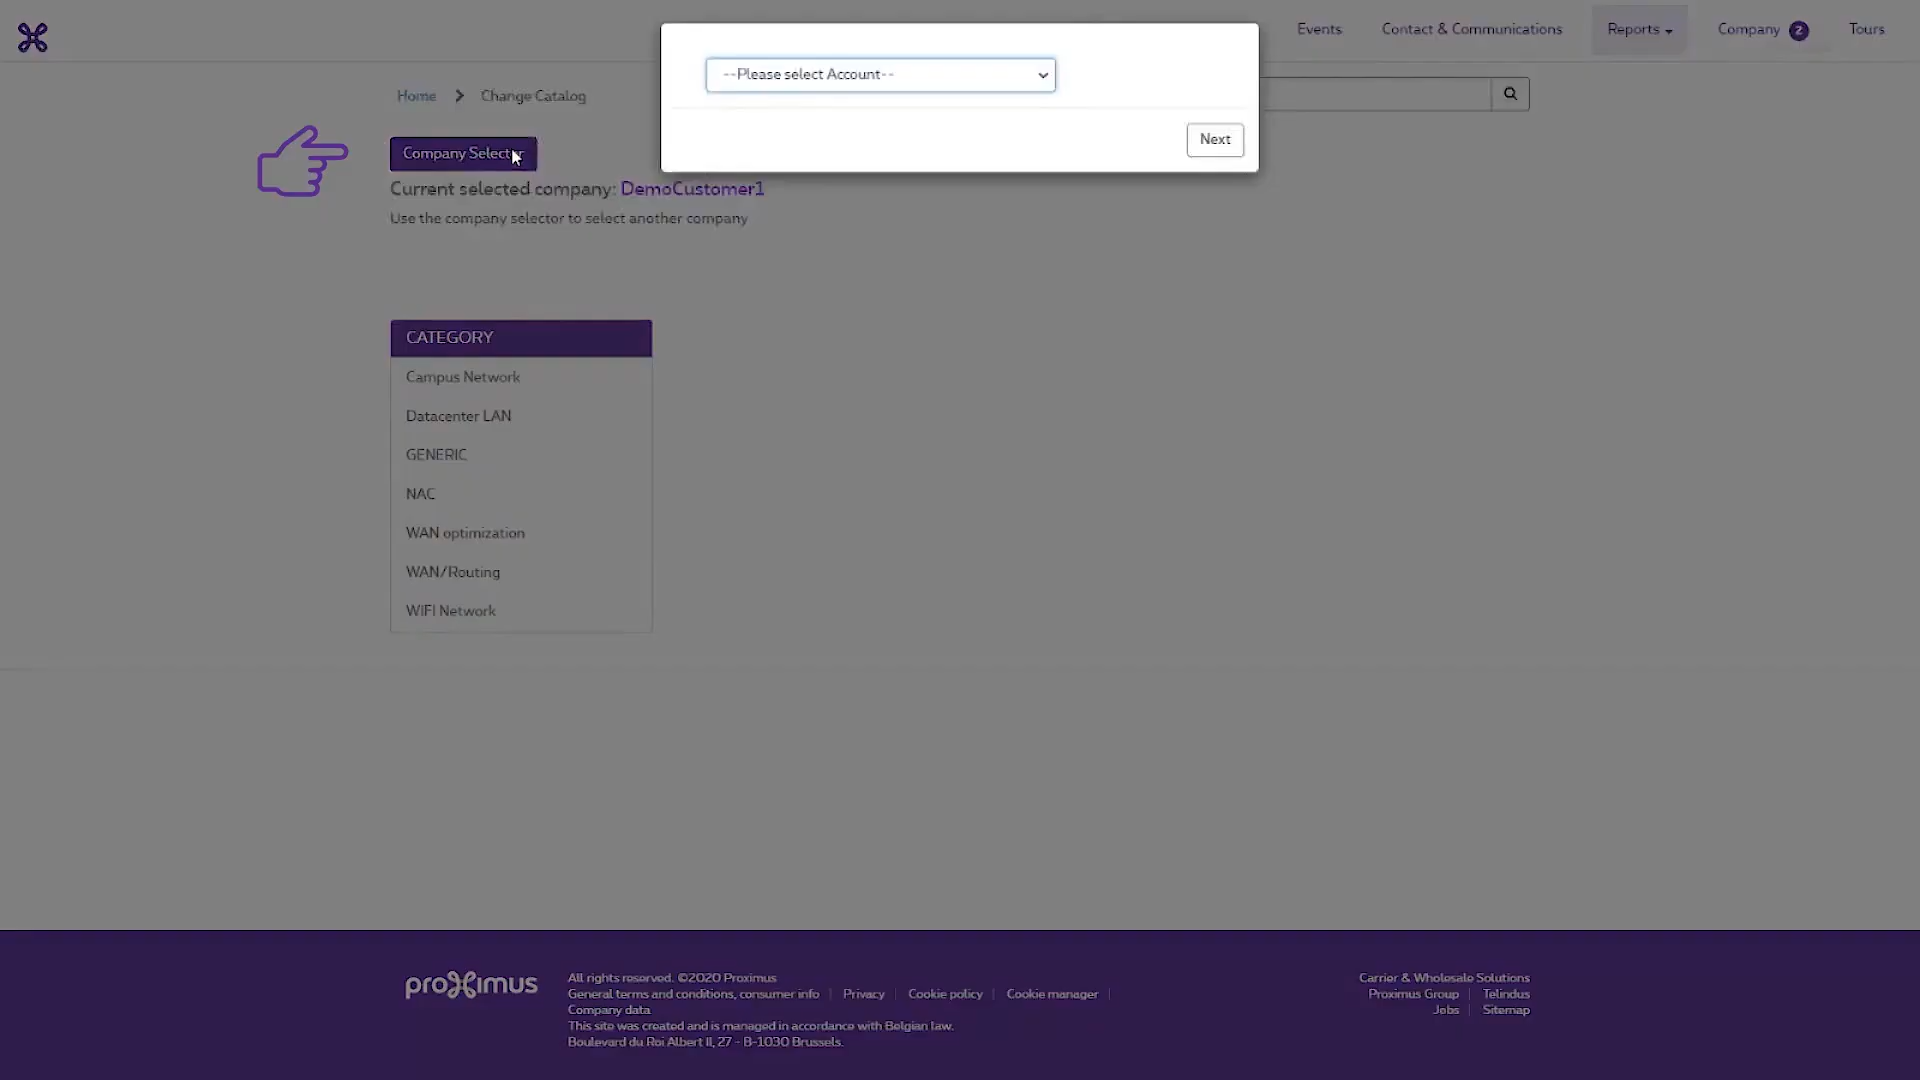 Events
Contact & Communications
Reports
Company 2
Tours
--Please select Account--
Next
Home > Change Catalog
Company Selector
Current selected company: DemoCustomer1
Use the company selector to select another company
CATEGORY
Campus Network
Datacenter LAN
GENERIC
NAC
WAN optimization
WAN/Routing
WIFI Network
proximus
All rights reserved. ©2020 Proximus
General terms and conditions, consumer info | Privacy | Cookie policy | Cookie manager |
Company data
This site was created and is managed in accordance with Belgian law.
Boulevard du Roi Albert II, 27 - B-1030 Brussels.
Carrier & Wholesale Solutions
Proximus Group | Telindus
Jobs | Sitemap